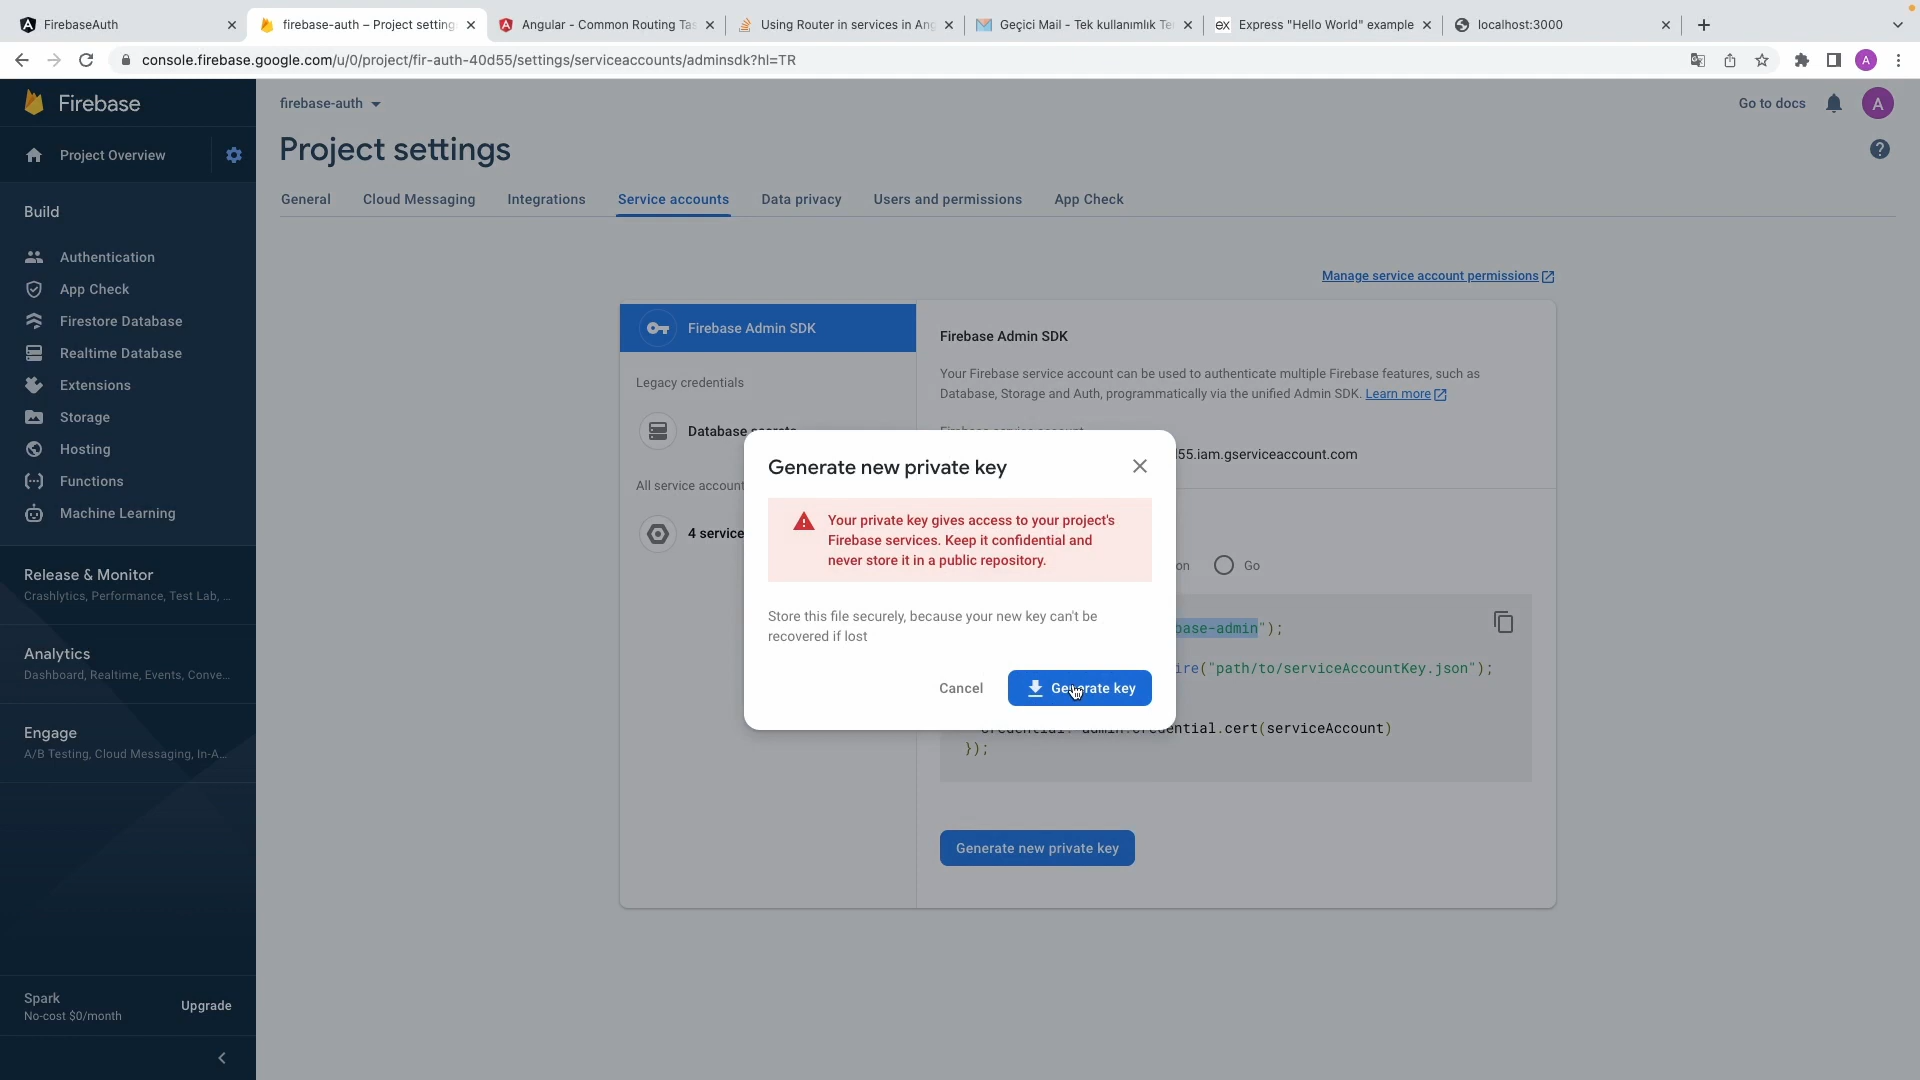 FirebaseAuth
firebase-auth – Project setting
Angular - Common Routing Tas
Using Router in services in Ang
Geçici Mail - Tek kullanımlık Te
Express "Hello World" example
localhost:3000
console.firebase.google.com/u/0/project/fir-auth-40d55/settings/serviceaccounts/adminsdk?hl=TR
A
Firebase
firebase-auth
Go to docs
A
Project Overview
Project settings
General
Cloud Messaging
Integrations
Service accounts
Data privacy
Users and permissions
App Check
Build
Authentication
App Check
Firestore Database
Realtime Database
Extensions
Storage
Hosting
Functions
Machine Learning
Release & Monitor
Crashlytics, Performance, Test Lab, ...
Analytics
Dashboard, Realtime, Events, Conve...
Engage
A/B Testing, Cloud Messaging, In-A...
Spark
No-cost $0/month
Upgrade
Manage service account permissions
Firebase Admin SDK
Legacy credentials
Database secrets
All service account
4 service
Firebase Admin SDK
Your Firebase service account can be used to authenticate multiple Firebase features, such as
Database, Storage and Auth, programmatically via the unified Admin SDK. Learn more
Firebase service account
55.iam.gserviceaccount.com
on
Go
base-admin");
ire("path/to/serviceAccountKey.json");
credential: admin.credential.cert(serviceAccount)
});
Generate new private key
Generate new private key
Your private key gives access to your project's
Firebase services. Keep it confidential and
never store it in a public repository.
Store this file securely, because your new key can't be
recovered if lost
Cancel
Generate key